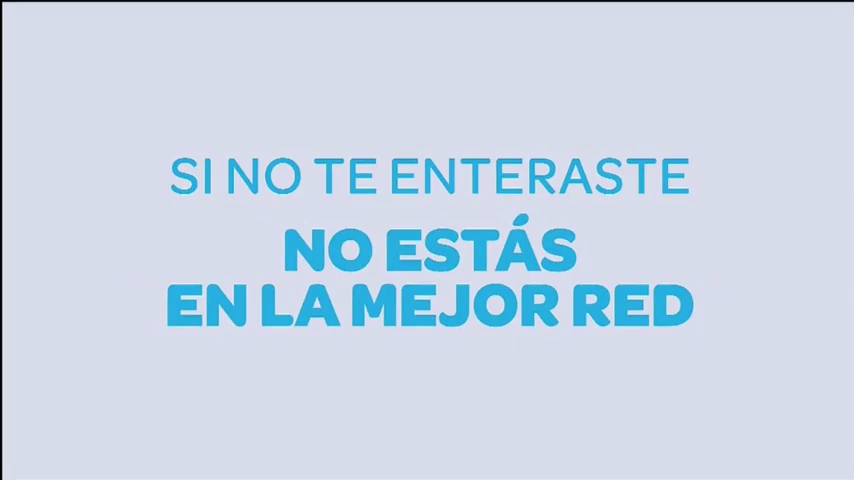 SI NO TE ENTERASTE
NO ESTÁS
EN LA MEJOR RED